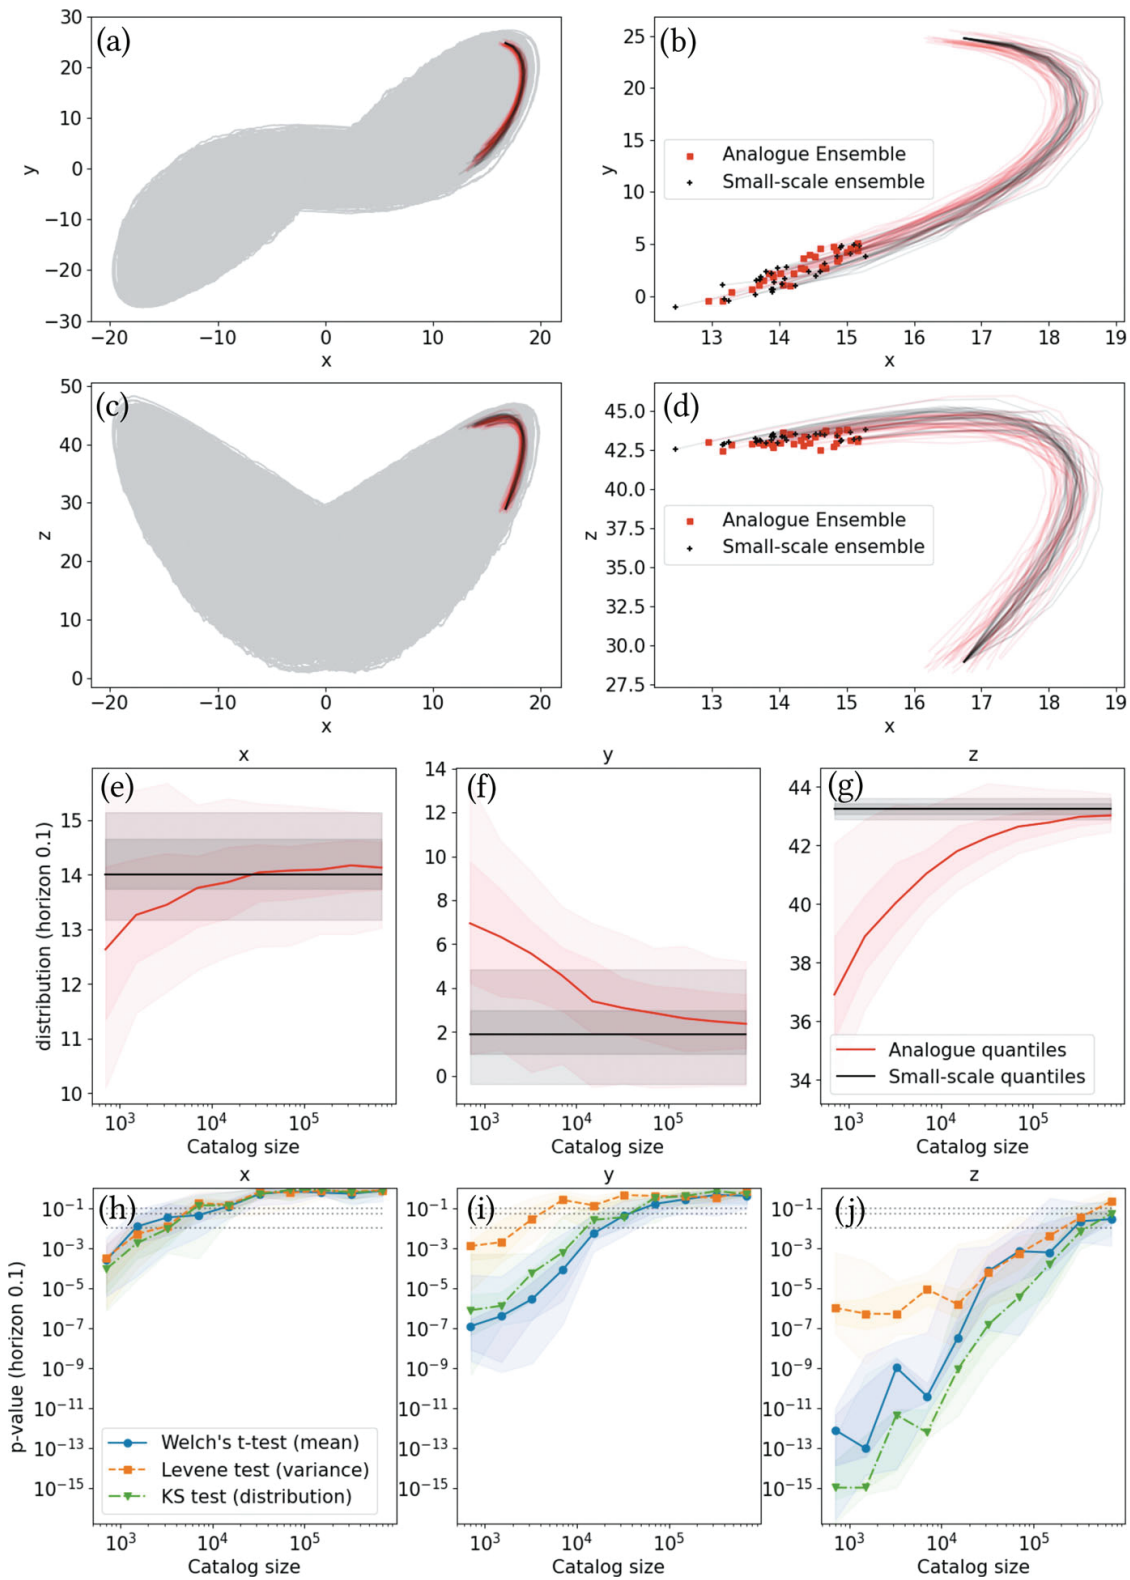 (a)
30
20
10
0
−10
−20
−30
y
−20 −10 0 10 20
x
(b)
25
20
15
10
5
0
y
Analogue Ensemble
Small-scale ensemble
13 14 15 16 17 18 19
x
(c)
50
40
30
20
10
0
z
−20 −10 0 10 20
x
(d)
45.0
42.5
40.0
37.5
35.0
32.5
30.0
27.5
z
Analogue Ensemble
Small-scale ensemble
13 14 15 16 17 18 19
x
x
(e)
15
14
13
12
11
10
distribution (horizon 0.1)
10³ 10⁴ 10⁵
Catalog size
y
(f)
14
12
10
8
6
4
2
0
10³ 10⁴ 10⁵
Catalog size
z
(g)
44
42
40
38
36
34
Analogue quantiles
Small-scale quantiles
10³ 10⁴ 10⁵
Catalog size
x
(h)
10⁻¹
10⁻³
10⁻⁵
10⁻⁷
10⁻⁹
10⁻¹¹
10⁻¹³
10⁻¹⁵
p-value (horizon 0.1)
Welch's t-test (mean)
Levene test (variance)
KS test (distribution)
10³ 10⁴ 10⁵
Catalog size
y
(i)
10⁻¹
10⁻³
10⁻⁵
10⁻⁷
10⁻⁹
10⁻¹¹
10⁻¹³
10⁻¹⁵
10³ 10⁴ 10⁵
Catalog size
z
(j)
10⁻¹
10⁻³
10⁻⁵
10⁻⁷
10⁻⁹
10⁻¹¹
10⁻¹³
10⁻¹⁵
10³ 10⁴ 10⁵
Catalog size